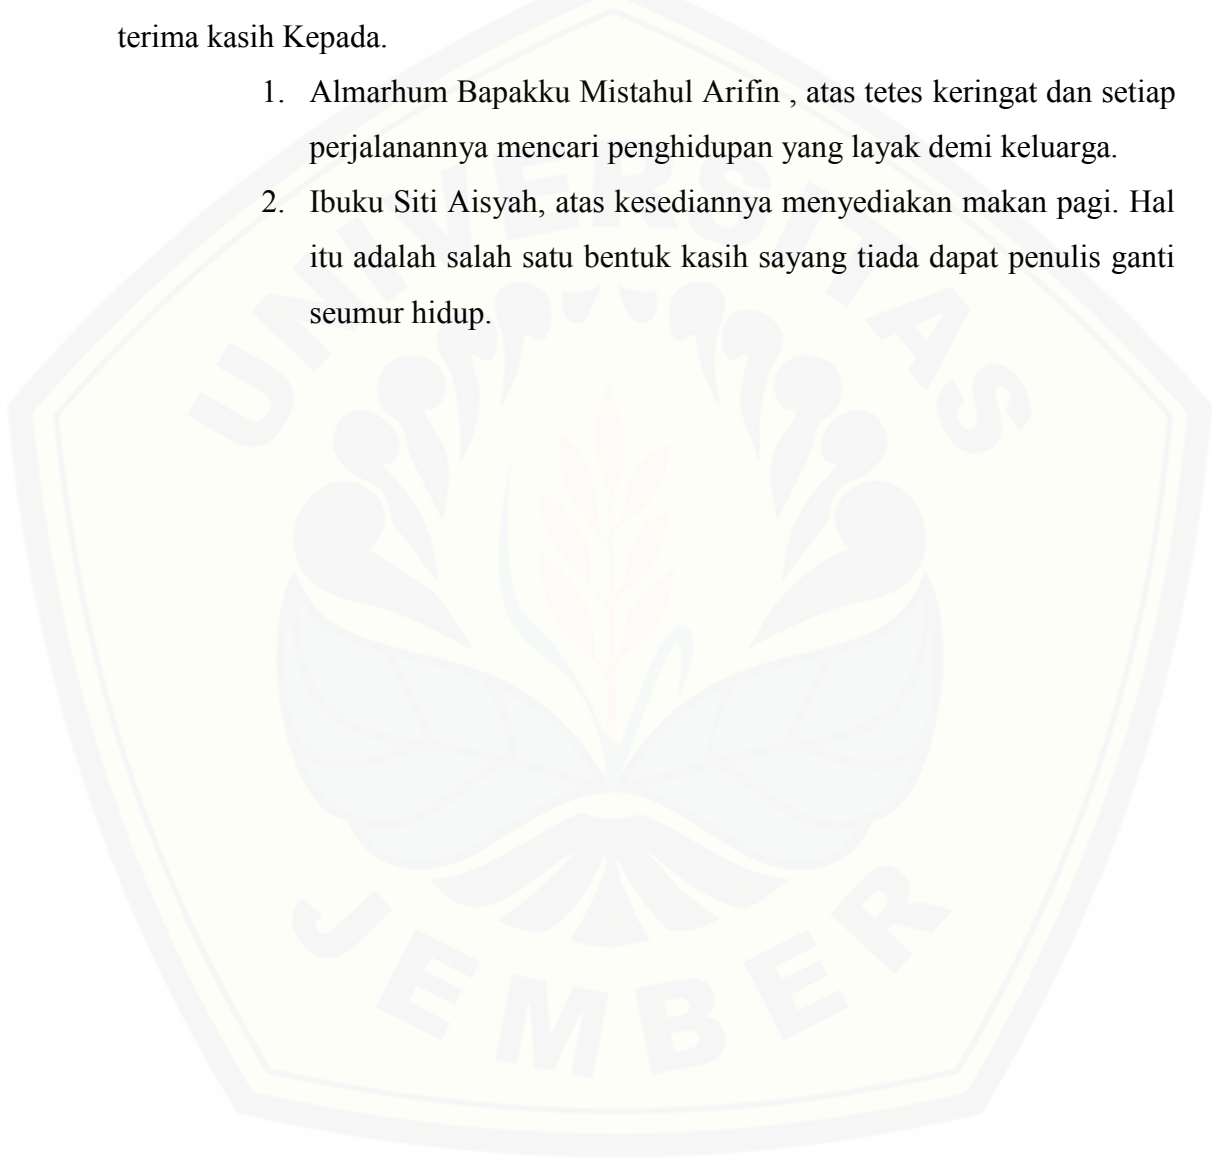 terima kasih Kepada.
1. Almarhum Bapakku Mistahul Arifin , atas tetes keringat dan setiap
perjalanannya mencari penghidupan yang layak demi keluarga.
2. Ibuku Siti Aisyah, atas kesediannya menyediakan makan pagi. Hal
itu adalah salah satu bentuk kasih sayang tiada dapat penulis ganti
seumur hidup.
UNIVERSITAS
JEMBER